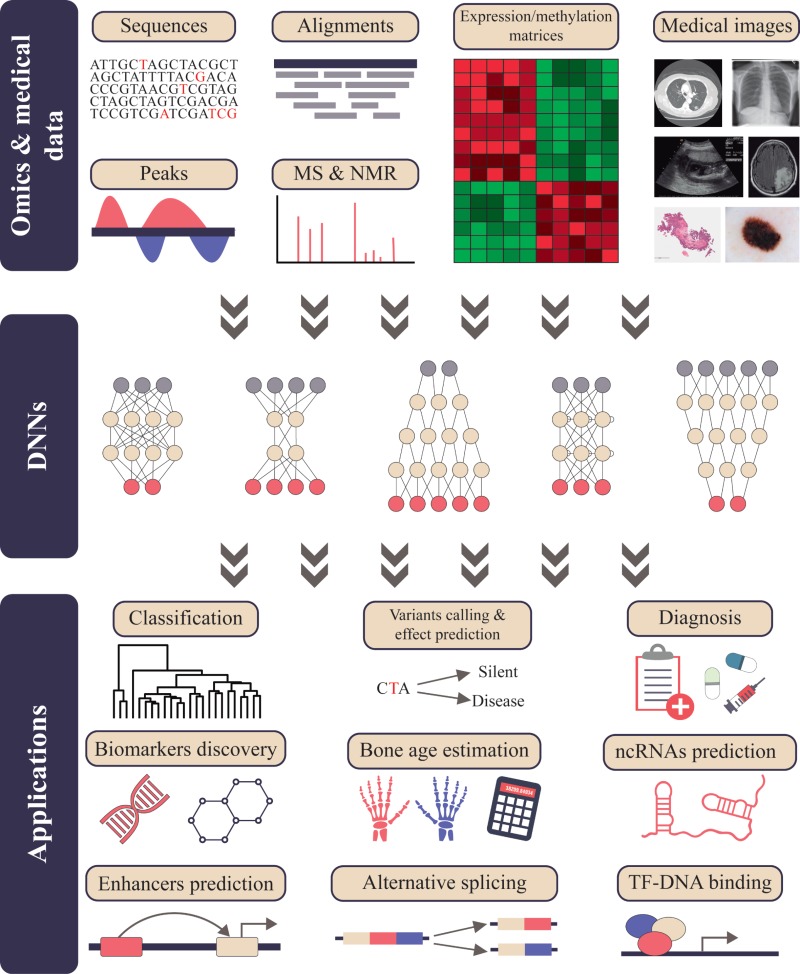 Omics & medical
data
Sequences
ATTGCTAGCTACGCT
AGCTATTTTACGACA
CCCGTAACGTCGTAG
CTAGCTAGTCGACGA
TCCGTCGATCGATCG
Alignments
Expression/methylation
matrices
Medical images
Peaks
MS & NMR
DNNs
Applications
Classification
Variants calling &
effect prediction
CTA
Silent
Disease
Diagnosis
Biomarkers discovery
Bone age estimation
ncRNAs prediction
Enhancers prediction
Alternative splicing
TF-DNA binding